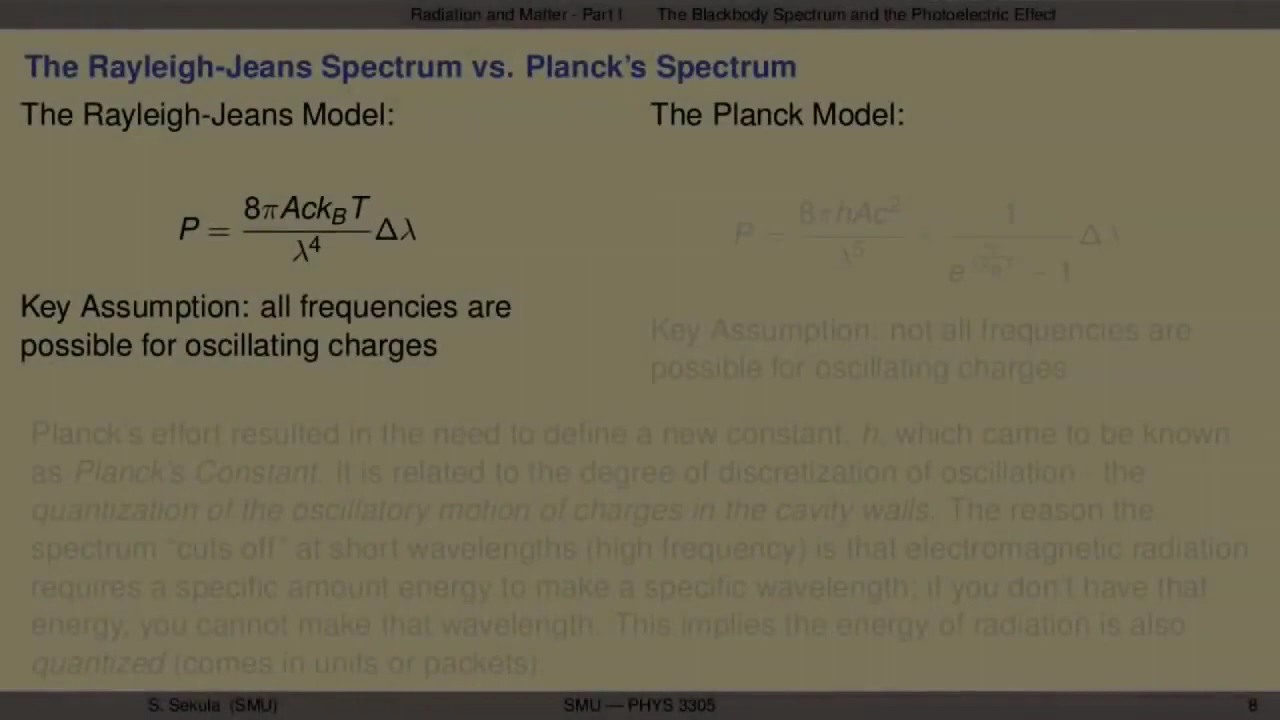 Radiation and Matter - Part I The Blackbody Spectrum and the Photoelectric Effect
The Rayleigh-Jeans Spectrum vs. Planck's Spectrum
The Rayleigh-Jeans Model:
P = 8πAck_BT / λ⁴ Δλ
Key Assumption: all frequencies are
possible for oscillating charges
The Planck Model:
P = 8πhAc² / λ⁵ · 1 / e - 1 Δλ
Key Assumption: not all frequencies are
possible for oscillating charges
Planck's effort resulted in the need to define a new constant, h, which came to be known
as Planck's Constant. It is related to the degree of discretization of oscillation - the
quantization of the oscillatory motion of charges in the cavity walls. The reason the
spectrum "cuts off" at short wavelengths (high frequency) is that electromagnetic radiation
requires a specific amount energy to make a specific wavelength; if you don't have that
energy, you cannot make that wavelength. This implies the energy of radiation is also
quantized (comes in units or packets).
S. Sekula (SMU) SMU — PHYS 3305 8